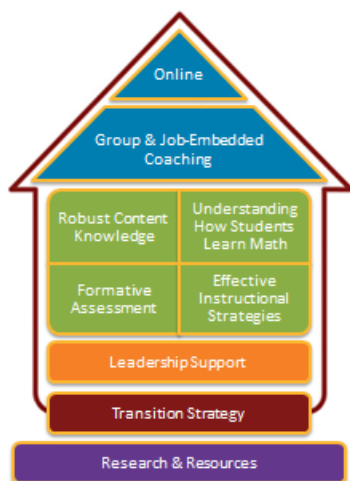 Online
Group & Job-Embedded
Coaching
Robust Content
Knowledge
Understanding
How Students
Learn Math
Formative
Assessment
Effective
Instructional
Strategies
Leadership Support
Transition Strategy
Research & Resources